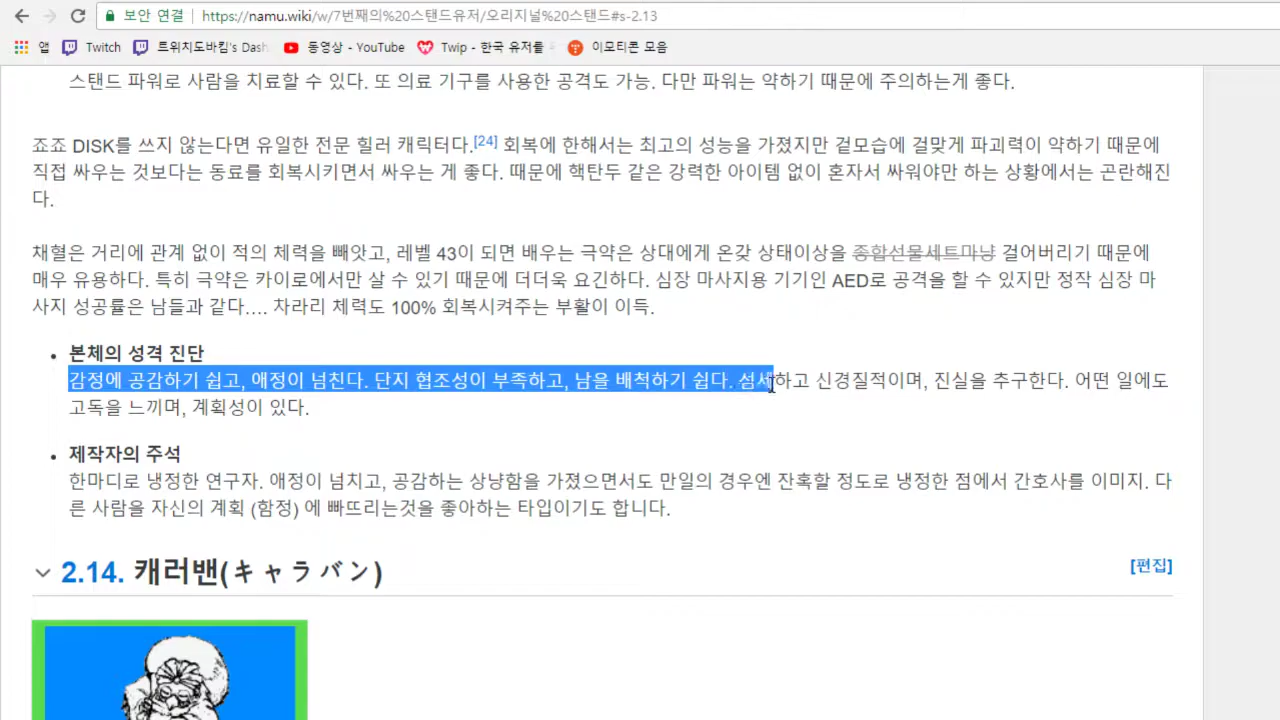 보안 연결 | https://namu.wiki/w/7번째의%20스탠드유저/오리지널%20스탠드#s-2.13
앱 Twitch 트위치도바킴's Dash 동영상 - YouTube Twip - 한국 유저를 이모티콘 모음
스탠드 파워로 사람을 치료할 수 있다. 또 의료 기구를 사용한 공격도 가능. 다만 파워는 약하기 때문에 주의하는게 좋다.
죠죠 DISK를 쓰지 않는다면 유일한 전문 힐러 캐릭터다.[24] 회복에 한해서는 최고의 성능을 가졌지만 겉모습에 걸맞게 파괴력이 약하기 때문에
직접 싸우는 것보다는 동료를 회복시키면서 싸우는 게 좋다. 때문에 핵탄두 같은 강력한 아이템 없이 혼자서 싸워야만 하는 상황에서는 곤란해진
다.
채혈은 거리에 관계 없이 적의 체력을 빼앗고, 레벨 43이 되면 배우는 극약은 상대에게 온갖 상태이상을 종합선물세트마냥 걸어버리기 때문에
매우 유용하다. 특히 극약은 카이로에서만 살 수 있기 때문에 더더욱 요긴하다. 심장 마사지용 기기인 AED로 공격을 할 수 있지만 정작 심장 마
사지 성공률은 남들과 같다.... 차라리 체력도 100% 회복시켜주는 부활이 이득.
• 본체의 성격 진단
감정에 공감하기 쉽고, 애정이 넘친다. 단지 협조성이 부족하고, 남을 배척하기 쉽다. 섬세하고 신경질적이며, 진실을 추구한다. 어떤 일에도
고독을 느끼며, 계획성이 있다.
• 제작자의 주석
한마디로 냉정한 연구자. 애정이 넘치고, 공감하는 상냥함을 가졌으면서도 만일의 경우엔 잔혹할 정도로 냉정한 점에서 간호사를 이미지. 다
른 사람을 자신의 계획 (함정) 에 빠뜨리는것을 좋아하는 타입이기도 합니다.
2.14. 캐러밴(キャラバン) [편집]